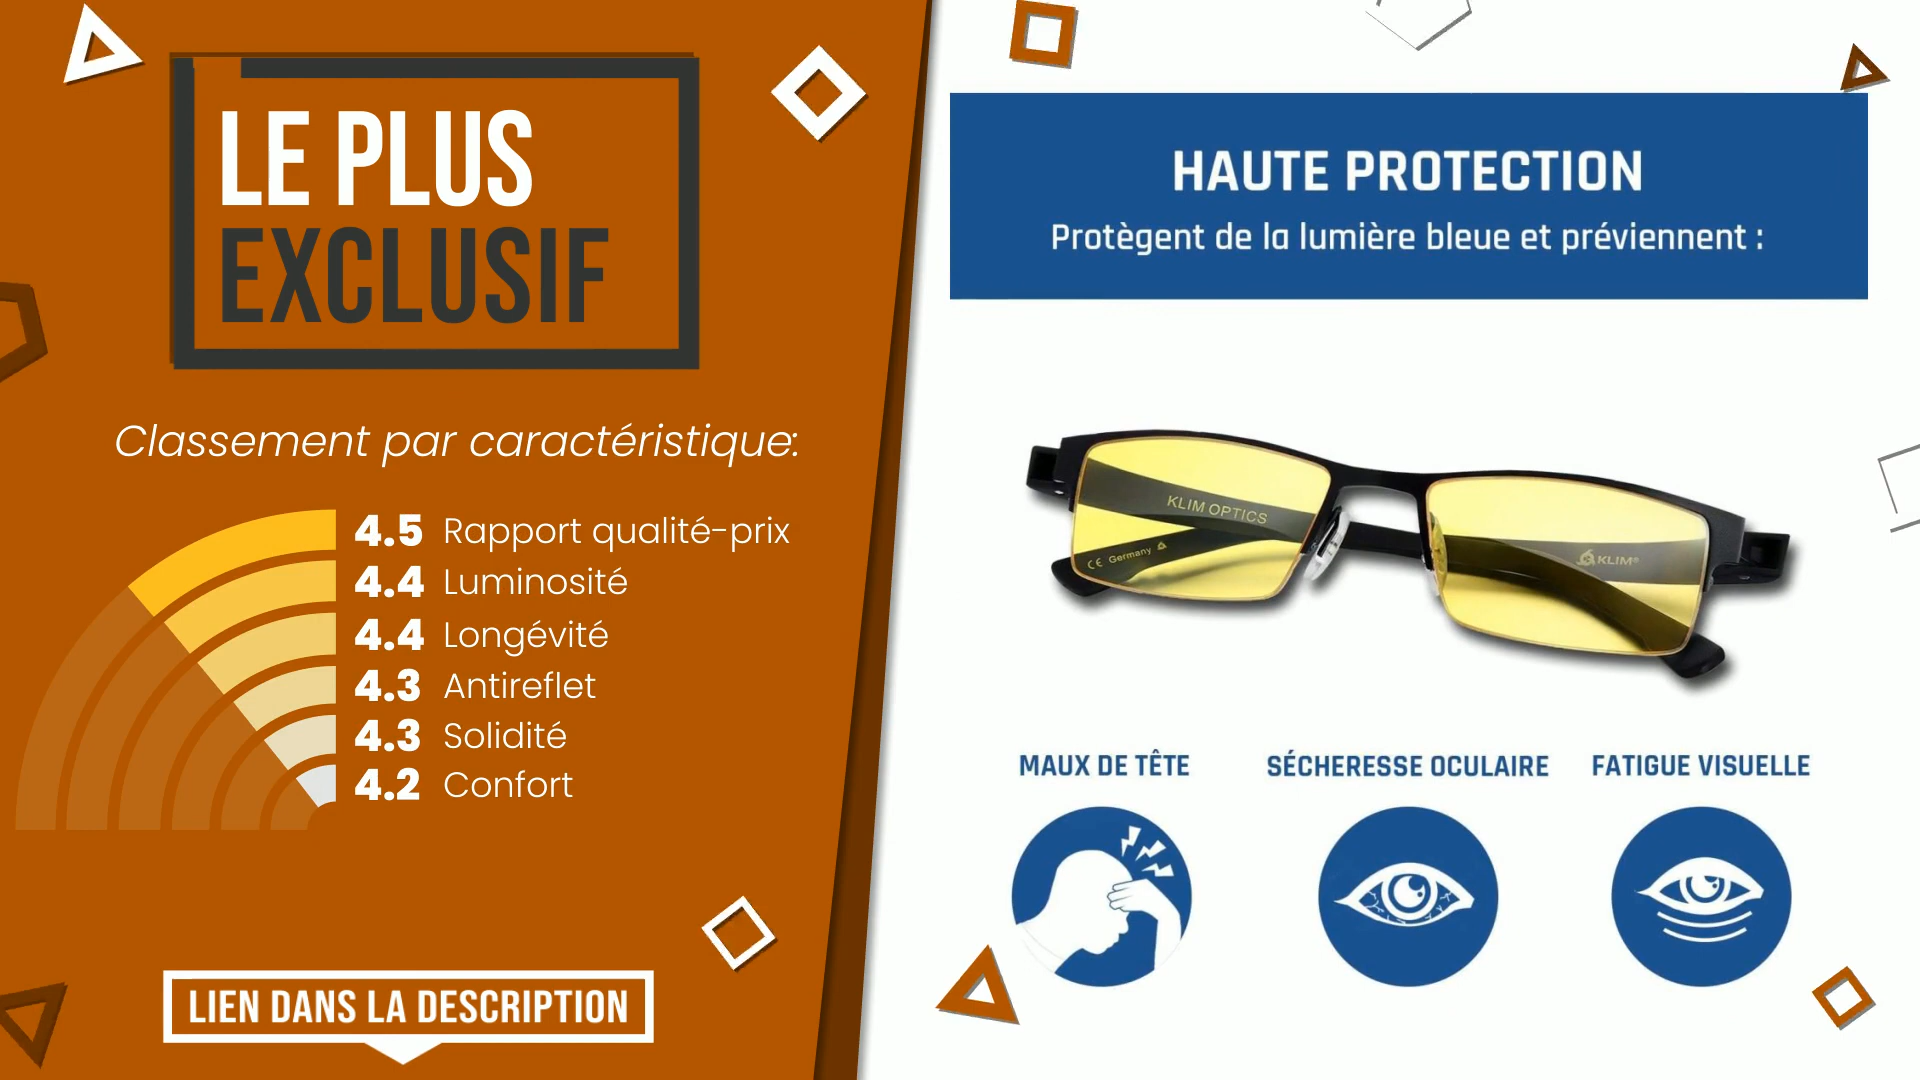 LE PLUS
EXCLUSIF
Classement par caractéristique:
4.5 Rapport qualité-prix
4.4 Luminosité
4.4 Longévité
4.3 Antireflet
4.3 Solidité
4.2 Confort
LIEN DANS LA DESCRIPTION
HAUTE PROTECTION
Protègent de la lumière bleue et préviennent :
KLIM OPTICS
CE Germany
KLIM®
MAUX DE TÊTE
SÉCHERESSE OCULAIRE
FATIGUE VISUELLE